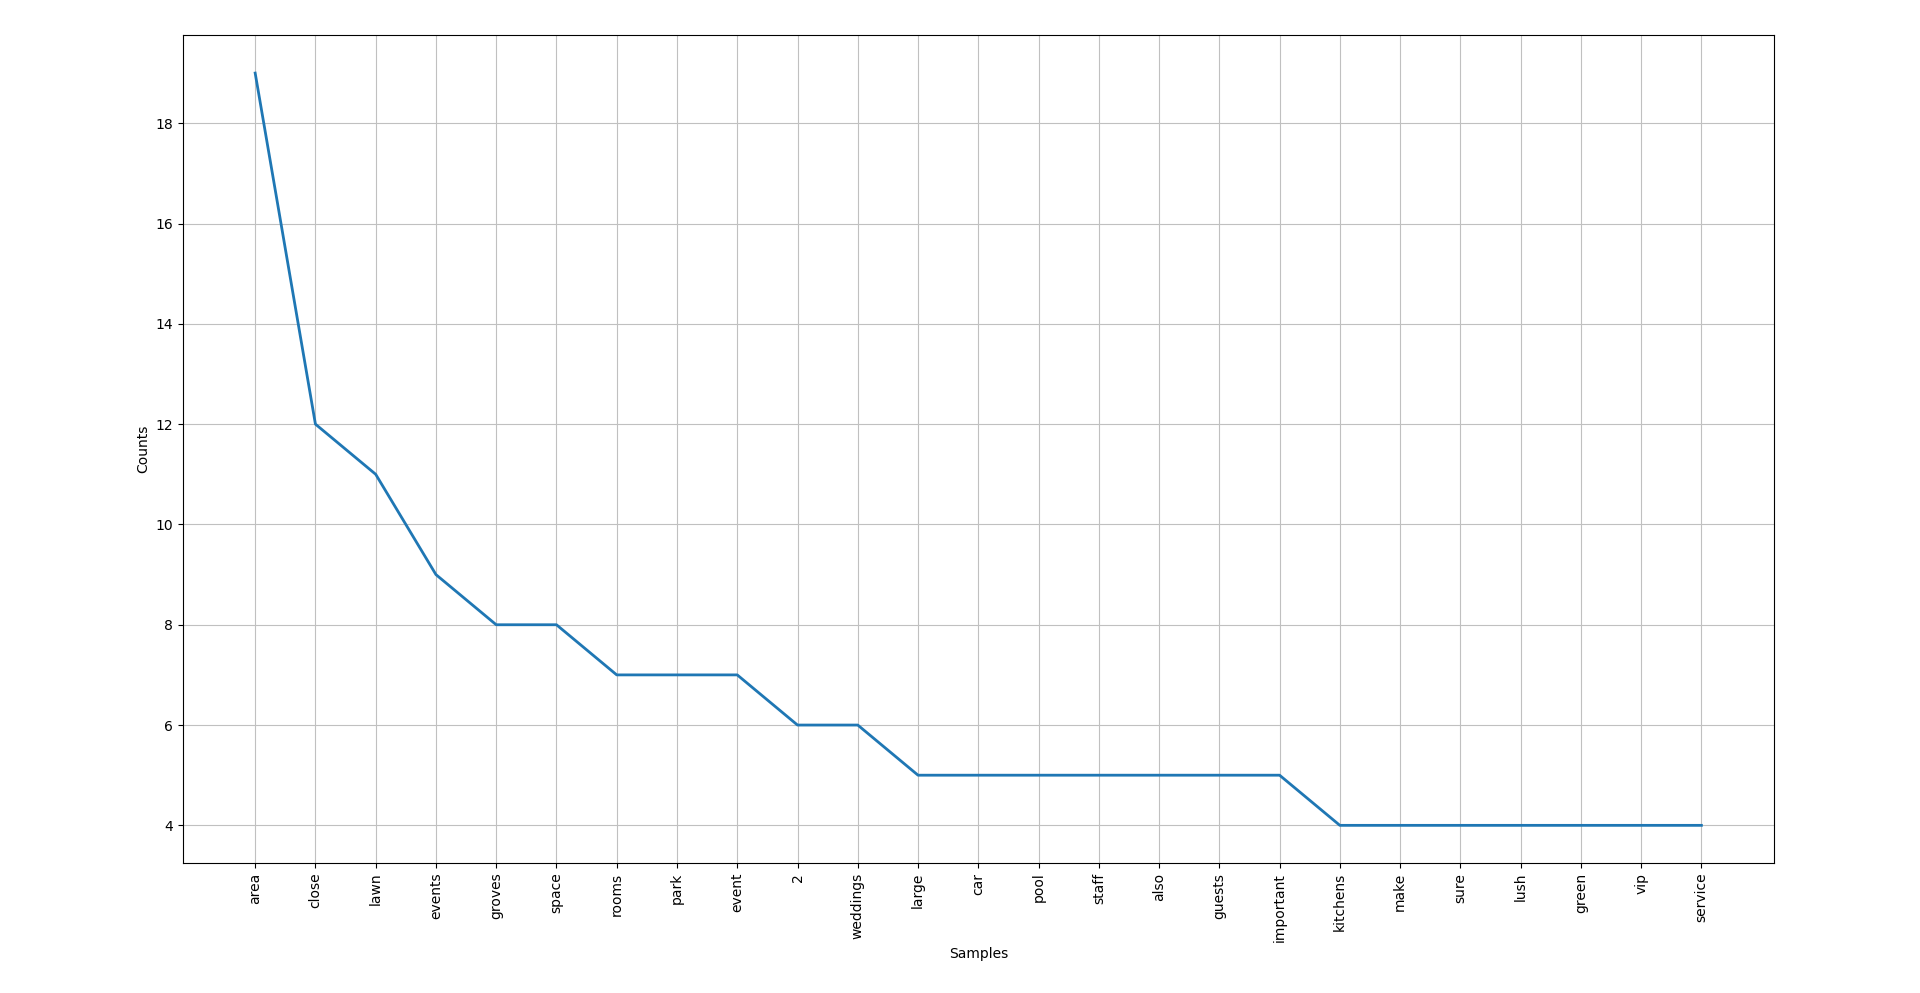 18
16
14
12
10
8
6
4
Counts
area
close
lawn
events
groves
space
rooms
park
event
2
weddings
large
car
pool
staff
also
guests
important
kitchens
make
sure
lush
green
vip
service
Samples